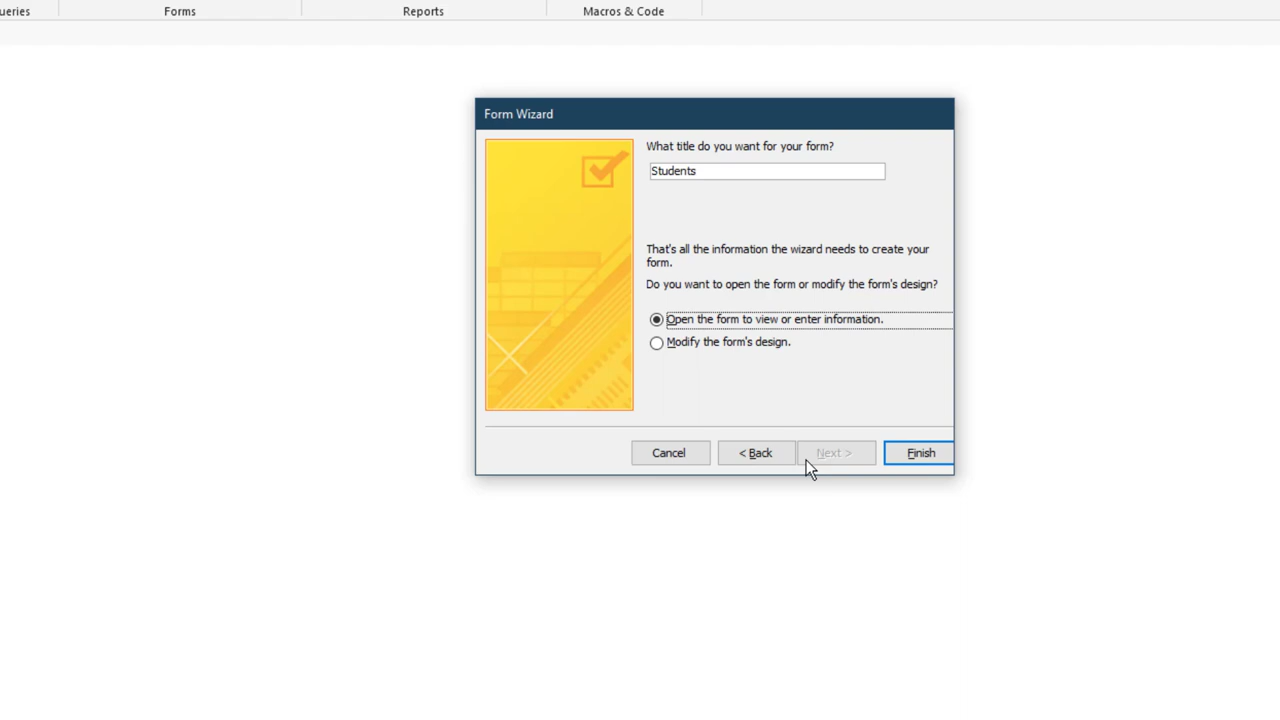 ueries
Forms
Reports
Macros & Code
Form Wizard
What title do you want for your form?
Students
That's all the information the wizard needs to create your
form.
Do you want to open the form or modify the form's design?
Open the form to view or enter information.
Modify the form's design.
Cancel
< Back
Next >
Finish